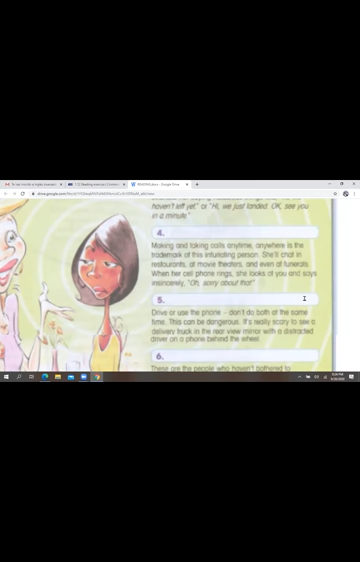 haven't left yet," or "Hi, we just landed. OK, see you
in a minute."
4.
Making and taking calls anytime, anywhere is the
trademark of this infuriating person. She'll chat in
restaurants, at movie theaters, and even at funerals.
When her cell phone rings, she looks at you and says
insincerely, "Oh, sorry about that."
5.
Drive or use the phone – don't do both at the same
time. This can be dangerous. It's really scary to see a
delivery truck in the rear view mirror with a distracted
driver on a phone behind the wheel.
6.
These are the people who haven't bothered to